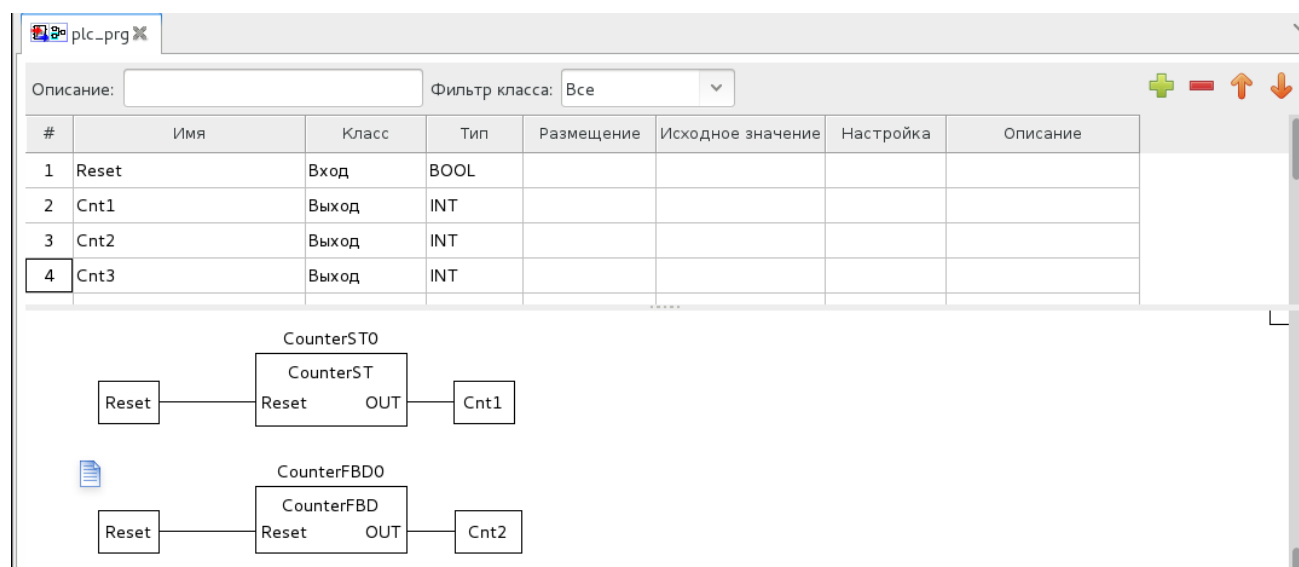 plc_prg
Описание: Фильтр класса: Все
# Имя Класс Тип Размещение Исходное значение Настройка Описание
1 Reset Вход BOOL
2 Cnt1 Выход INT
3 Cnt2 Выход INT
4 Cnt3 Выход INT
CounterST0
CounterST
Reset Reset OUT Cnt1
CounterFBD0
CounterFBD
Reset Reset OUT Cnt2